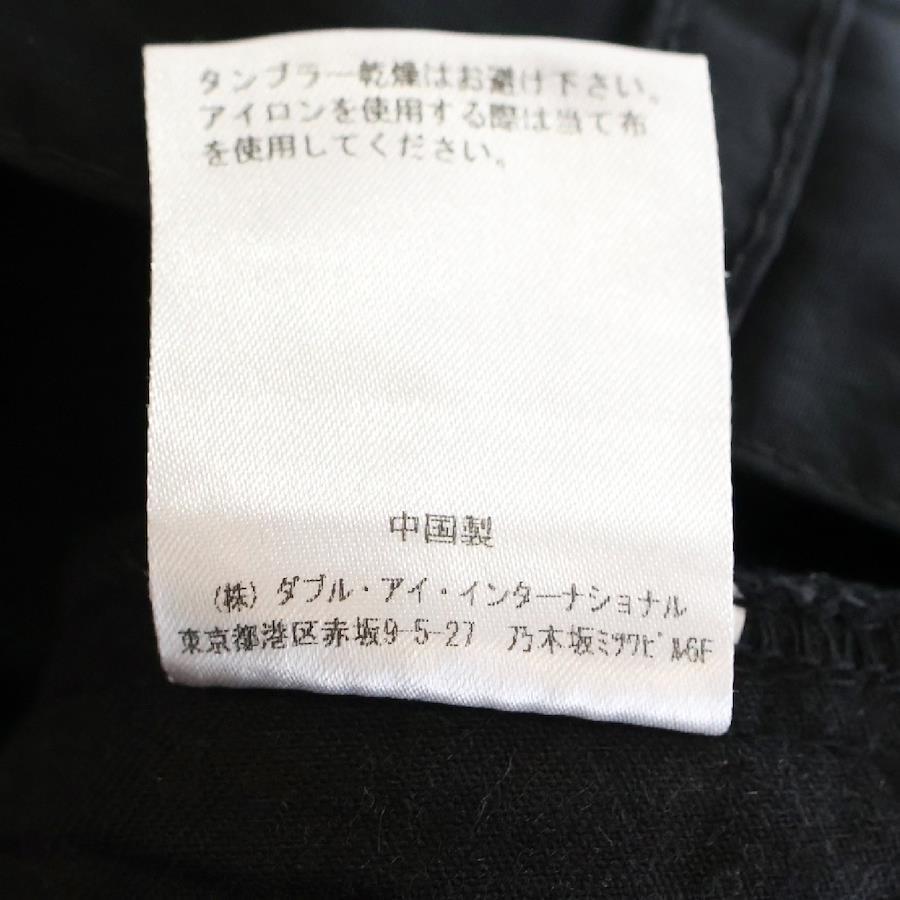 タンブラー乾燥はお避け下さい。
アイロンを使用する際は当て布
を使用してください。
中国製
(株) ダブル・アイ・インターナショナル
東京都港区赤坂9-5-27 乃木坂ﾐｻﾜﾋﾞﾙ6F